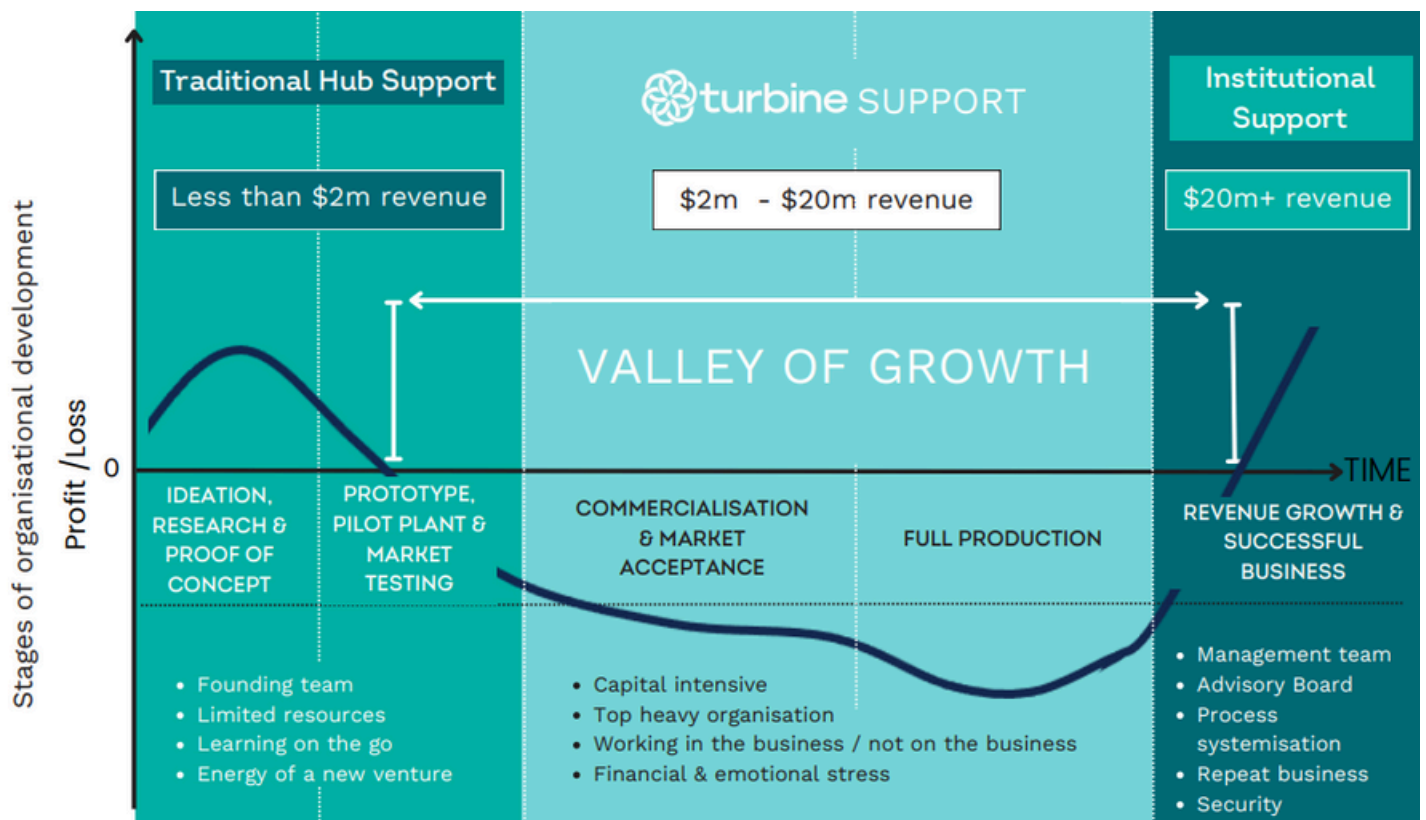 Stages of organisational development
Profit /Loss
0
Traditional Hub Support
Less than $2m revenue
turbine SUPPORT
$2m - $20m revenue
Institutional
Support
$20m+ revenue
VALLEY OF GROWTH
TIME
IDEATION,
RESEARCH &
PROOF OF
CONCEPT
PROTOTYPE,
PILOT PLANT &
MARKET
TESTING
COMMERCIALISATION
& MARKET
ACCEPTANCE
FULL PRODUCTION
REVENUE GROWTH &
SUCCESSFUL
BUSINESS
• Founding team
• Limited resources
• Learning on the go
• Energy of a new venture
• Capital intensive
• Top heavy organisation
• Working in the business / not on the business
• Financial & emotional stress
• Management team
• Advisory Board
• Process
systemisation
• Repeat business
• Security